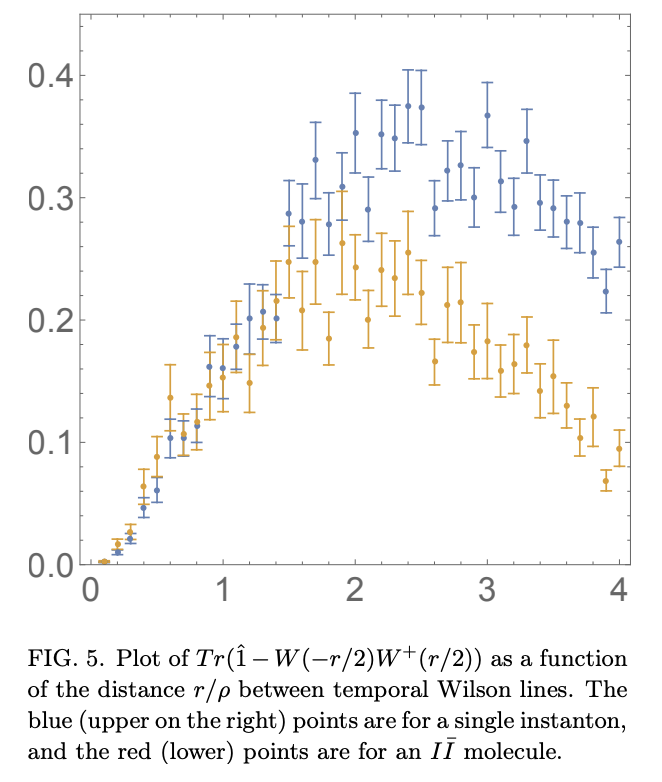 0.4
0.3
0.2
0.1
0.0
0 1 2 3 4
FIG. 5. Plot of Tr(1̂ − W(−r/2)W⁺(r/2)) as a function
of the distance r/ρ between temporal Wilson lines. The
blue (upper on the right) points are for a single instanton,
and the red (lower) points are for an IĪ molecule.